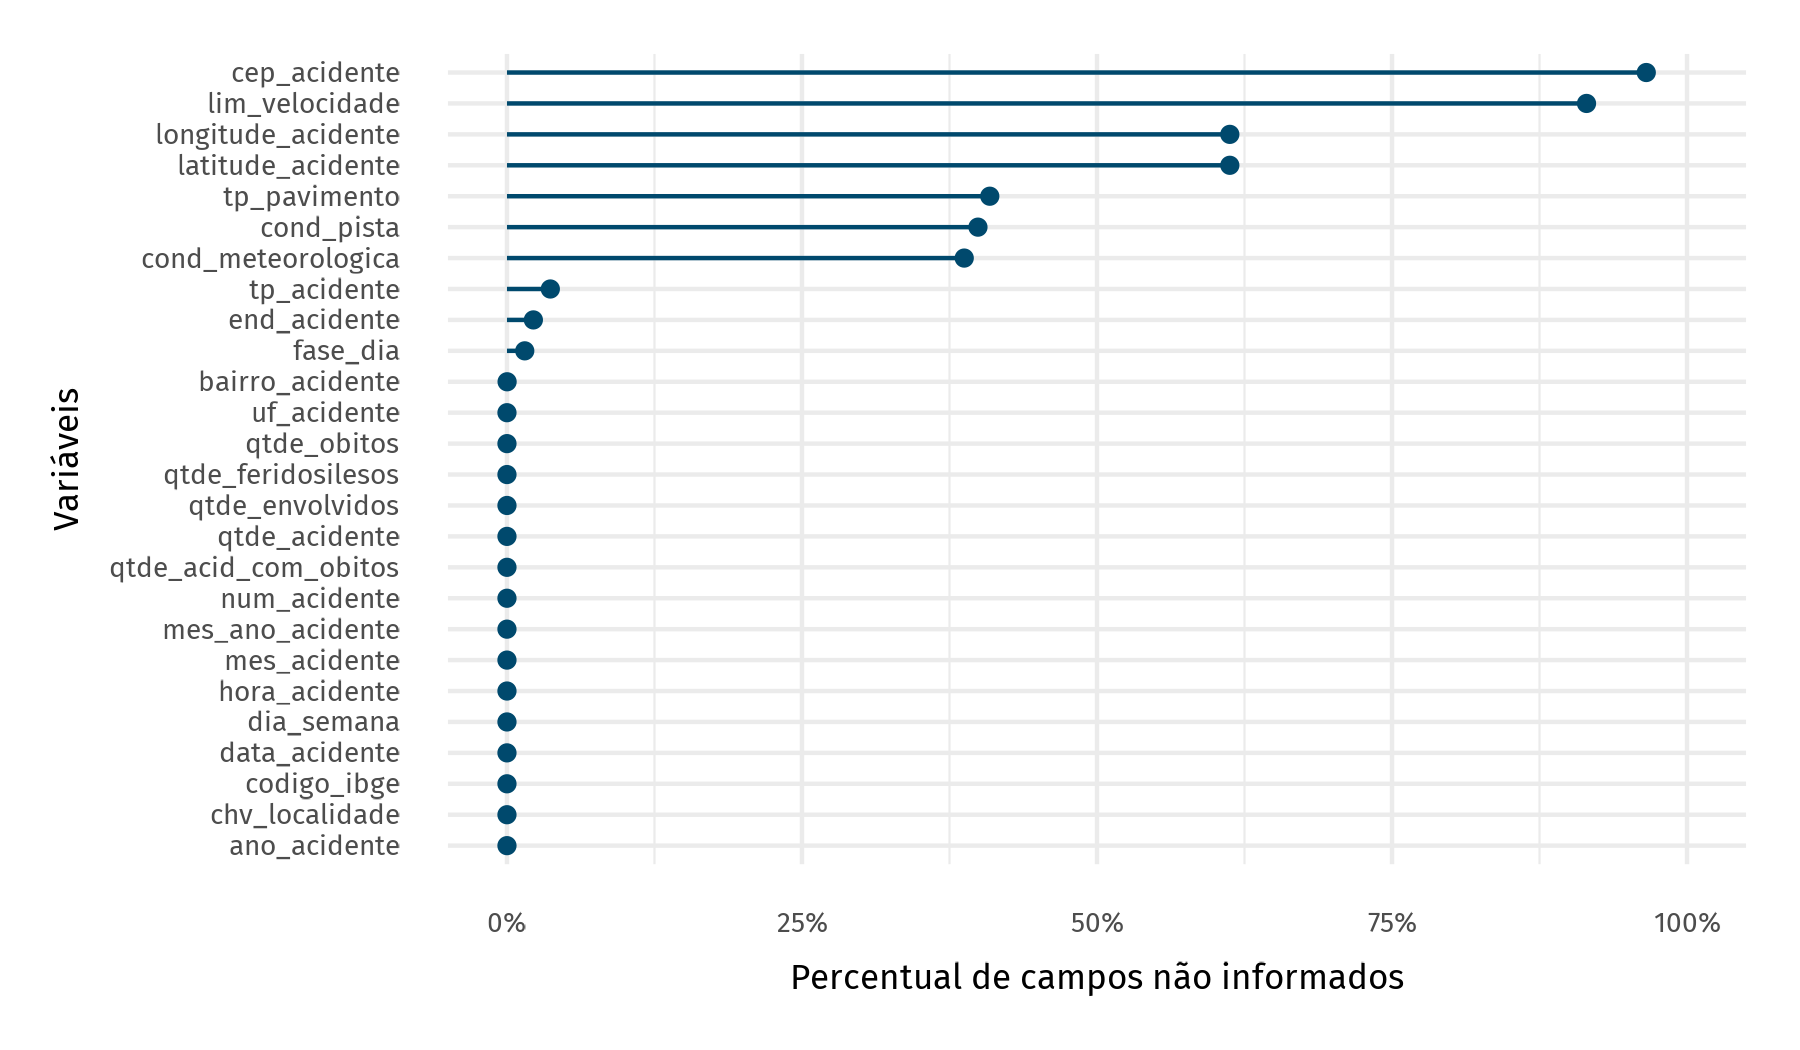 cep_acidente
lim_velocidade
longitude_acidente
latitude_acidente
tp_pavimento
cond_pista
cond_meteorologica
tp_acidente
end_acidente
fase_dia
bairro_acidente
uf_acidente
qtde_obitos
qtde_feridosilesos
qtde_envolvidos
qtde_acidente
qtde_acid_com_obitos
num_acidente
mes_ano_acidente
mes_acidente
hora_acidente
dia_semana
data_acidente
codigo_ibge
chv_localidade
ano_acidente
Variáveis
0% 25% 50% 75% 100%
Percentual de campos não informados